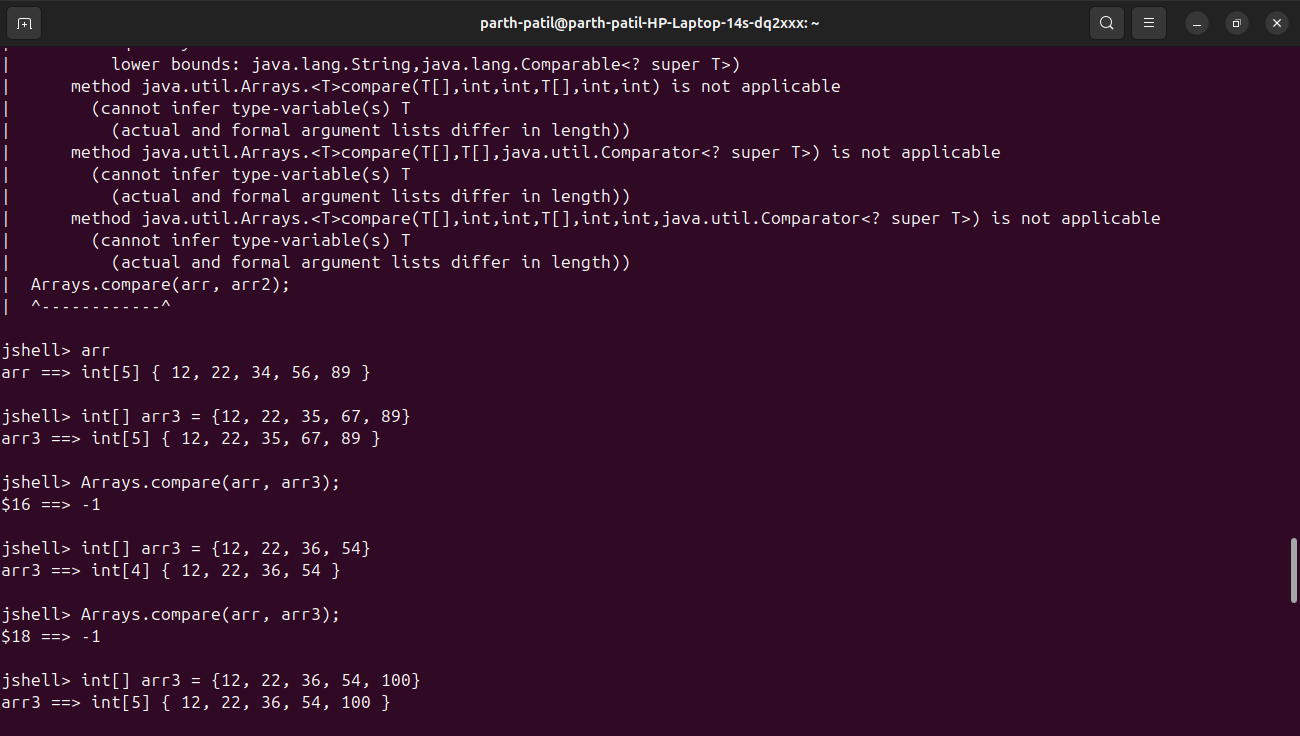 parth-patil@parth-patil-HP-Laptop-14s-dq2xxx: ~
|          lower bounds: java.lang.String,java.lang.Comparable<? super T>)
|      method java.util.Arrays.<T>compare(T[],int,int,T[],int,int) is not applicable
|        (cannot infer type-variable(s) T
|          (actual and formal argument lists differ in length))
|      method java.util.Arrays.<T>compare(T[],T[],java.util.Comparator<? super T>) is not applicable
|        (cannot infer type-variable(s) T
|          (actual and formal argument lists differ in length))
|      method java.util.Arrays.<T>compare(T[],int,int,T[],int,int,java.util.Comparator<? super T>) is not applicable
|        (cannot infer type-variable(s) T
|          (actual and formal argument lists differ in length))
|  Arrays.compare(arr, arr2);
|  ^------------^
jshell> arr
arr ==> int[5] { 12, 22, 34, 56, 89 }
jshell> int[] arr3 = {12, 22, 35, 67, 89}
arr3 ==> int[5] { 12, 22, 35, 67, 89 }
jshell> Arrays.compare(arr, arr3);
$16 ==> -1
jshell> int[] arr3 = {12, 22, 36, 54}
arr3 ==> int[4] { 12, 22, 36, 54 }
jshell> Arrays.compare(arr, arr3);
$18 ==> -1
jshell> int[] arr3 = {12, 22, 36, 54, 100}
arr3 ==> int[5] { 12, 22, 36, 54, 100 }